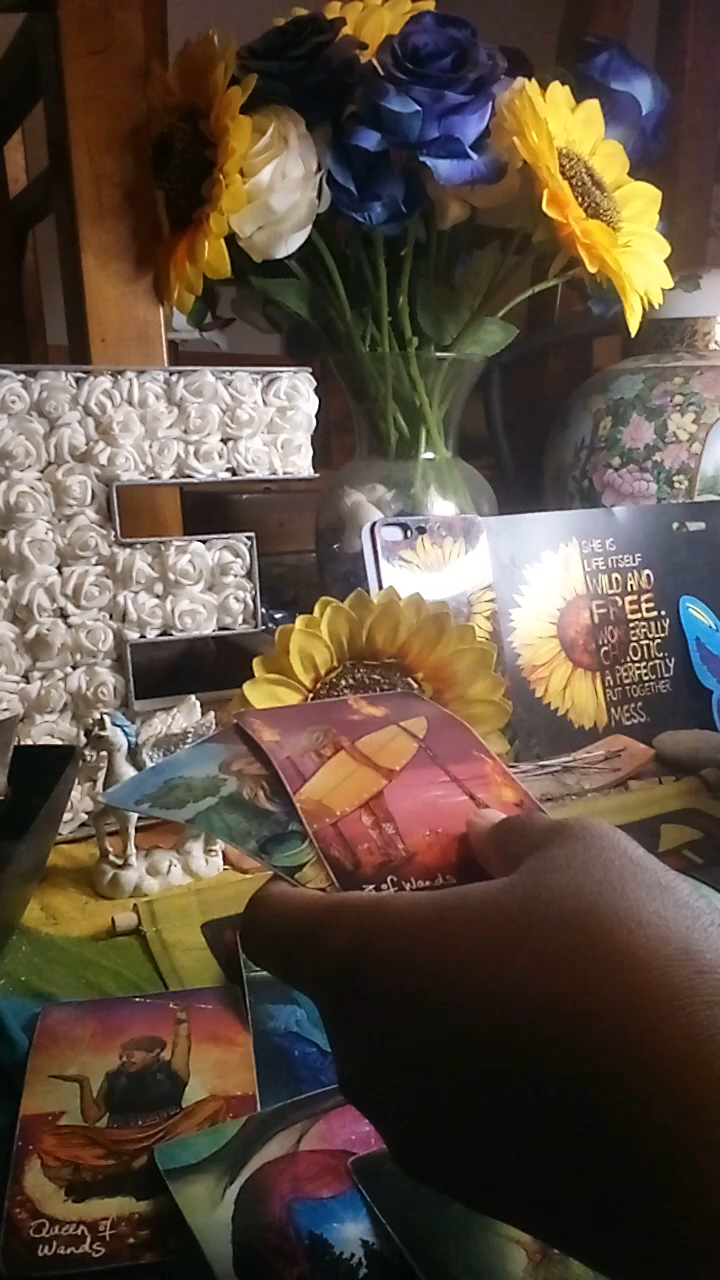 SHE IS
LIFE ITSELF
WILD AND
FREE.
WONDERFULLY
CHAOTIC.
A PERFECTLY
PUT TOGETHER
MESS.
of Wands
Queen of
Wands